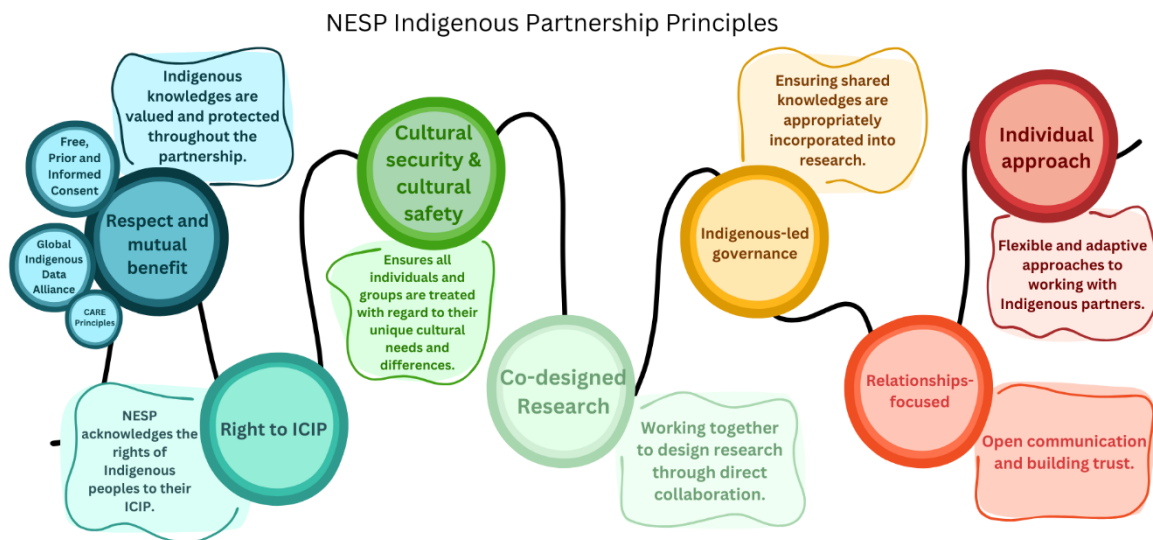 NESP Indigenous Partnership Principles
Indigenous
knowledges are
valued and protected
throughout the
partnership.
Free,
Prior and
Informed
Consent
Respect and
mutual
benefit
Global
Indigenous
Data
Alliance
CARE
Principles
NESP
acknowledges the
rights of
Indigenous
peoples to their
ICIP.
Right to ICIP
Cultural
security &
cultural
safety
Ensures all
individuals and
groups are treated
with regard to their
unique cultural
needs and
differences.
Co-designed
Research
Working together
to design research
through direct
collaboration.
Ensuring shared
knowledges are
appropriately
incorporated into
research.
Indigenous-led
governance
Relationships-
focused
Open communication
and building trust.
Individual
approach
Flexible and adaptive
approaches to
working with
Indigenous partners.